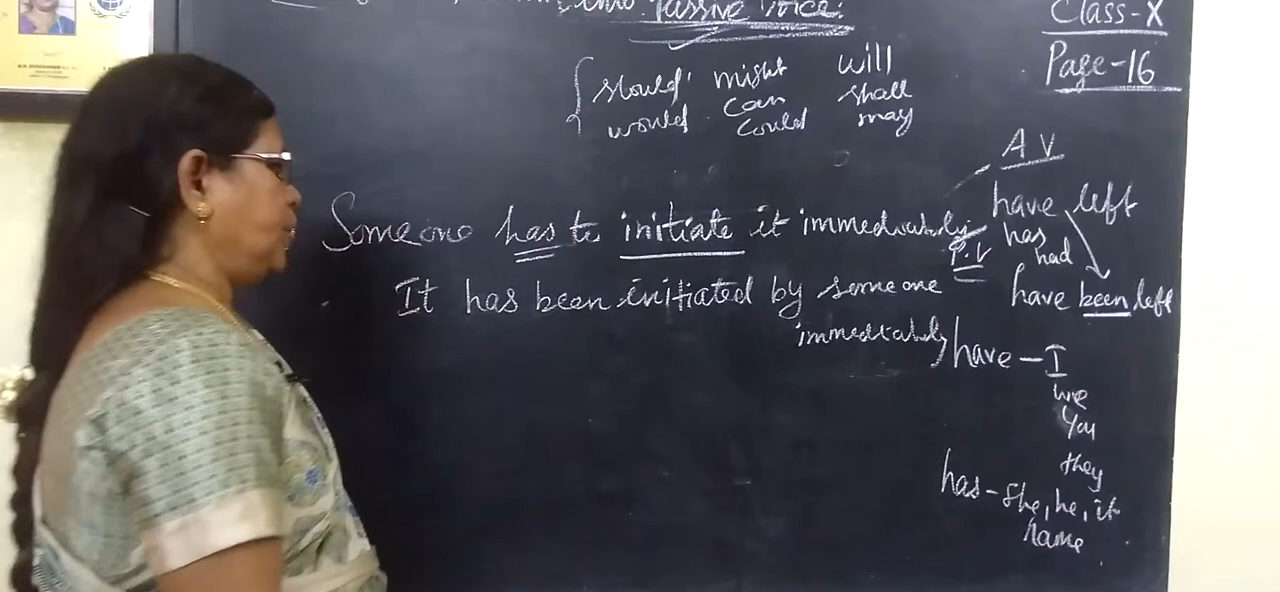 into Passive Voice:
Class-X
Page-16
should might will
would can shall
could may
A V
Someone has to initiate it immediately
P.V
have left
has
had
have been left
It has been initiated by someone
immediately
have - I
we
You
they
has - She, he, it
Name